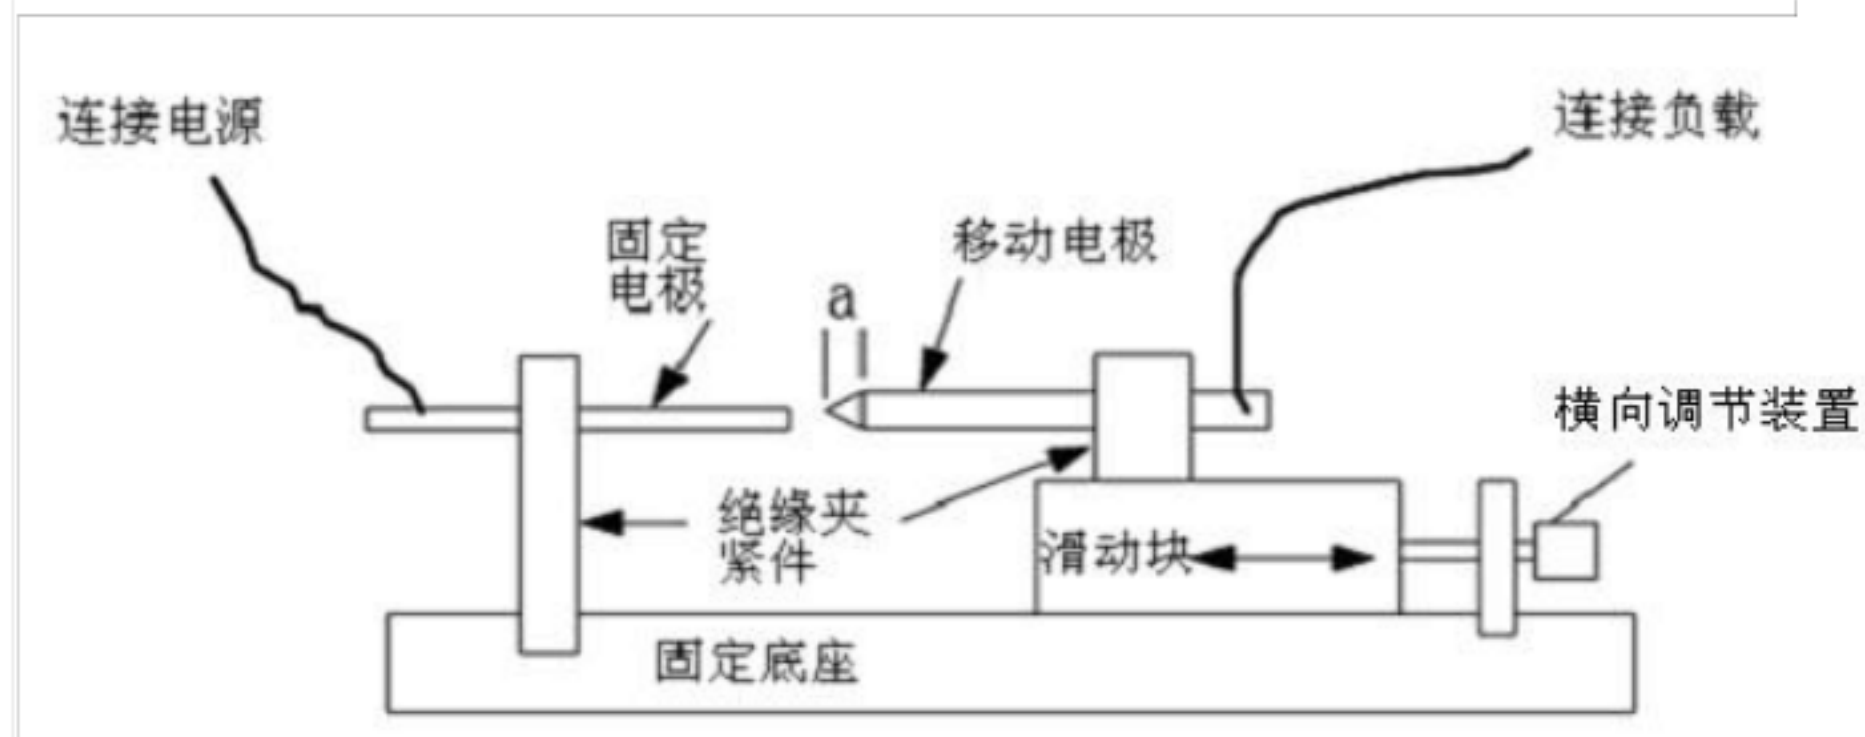 连接电源
连接负载
固定
电极
移动电极
a
横向调节装置
绝缘夹
紧件
滑动块
固定底座